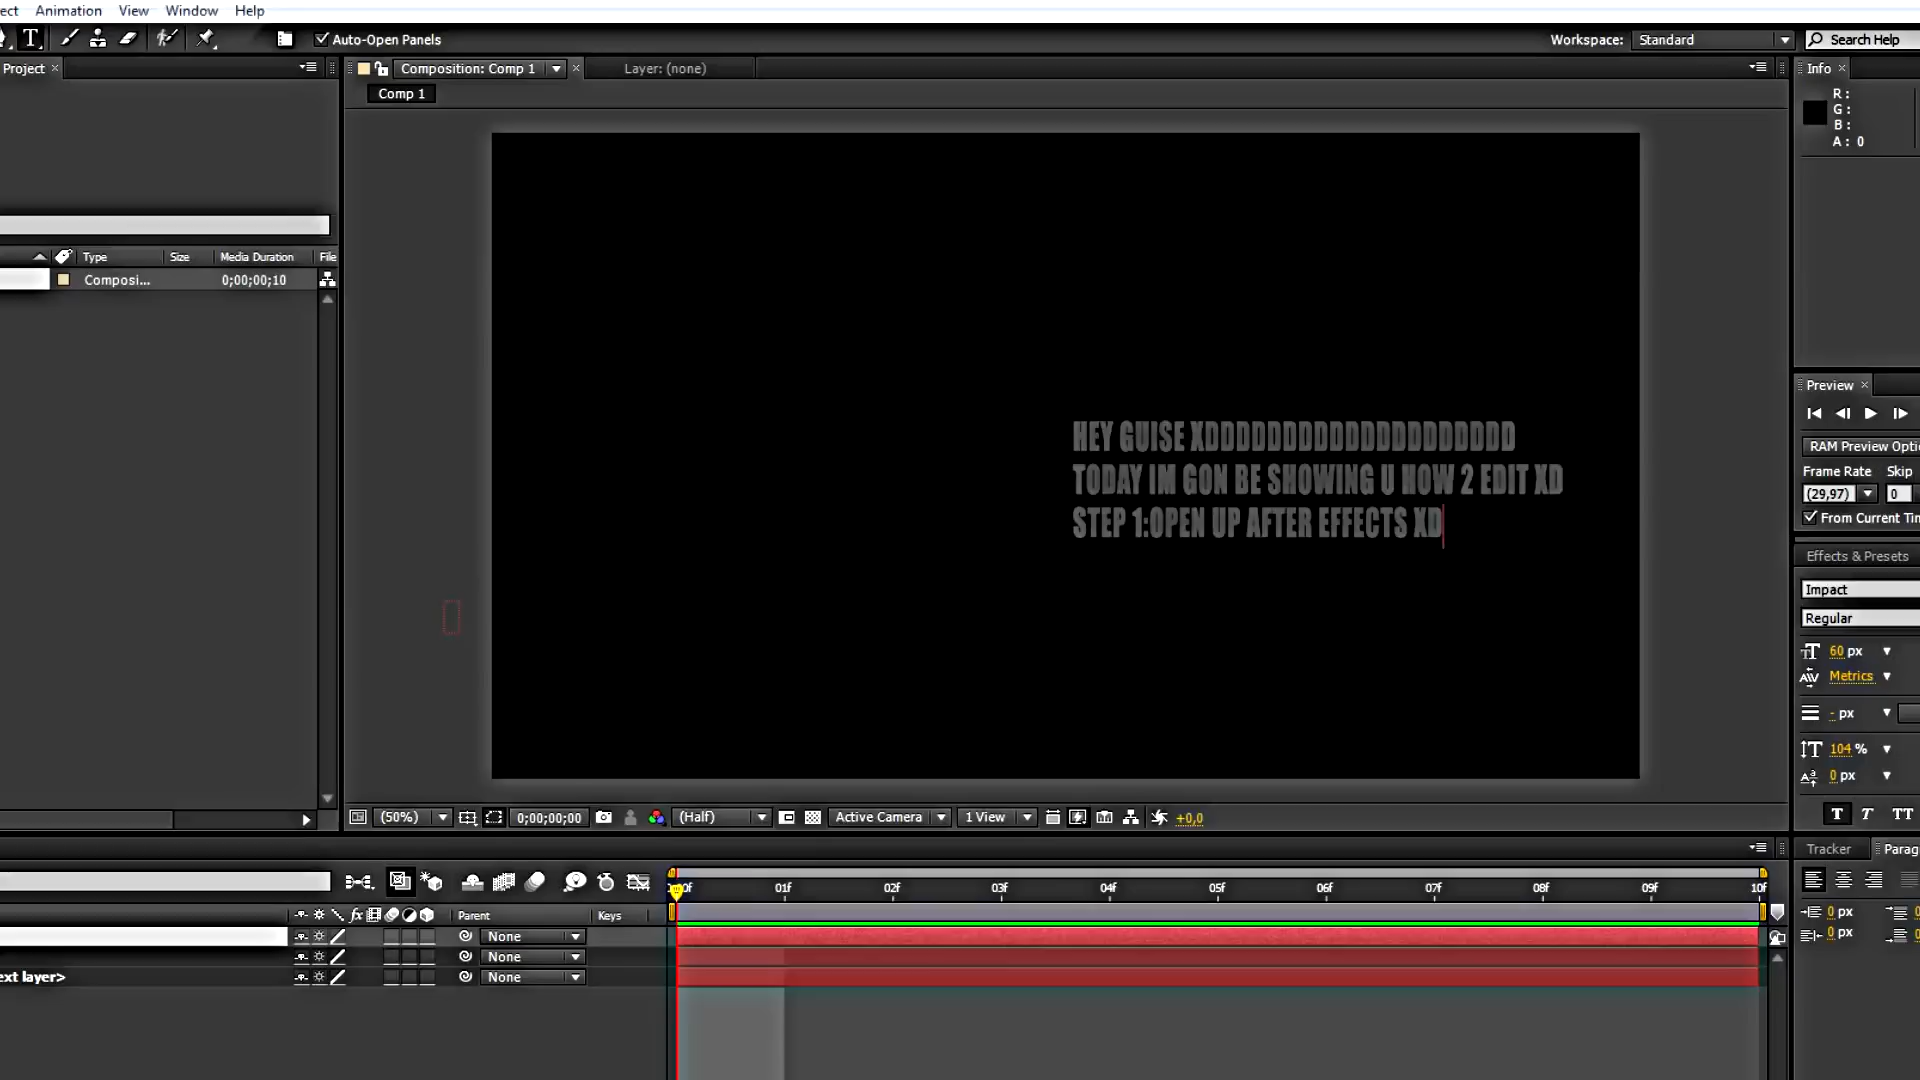 ect Animation View Window Help
T Auto-Open Panels Workspace: Standard Search Help
Project Composition: Comp 1 Layer: (none) Info
Comp 1
R:
G:
B:
A: 0
Type Size Media Duration File
Composi... 0;00;00;10
Preview
HEY GUISE XDDDDDDDDDDDDDDDDDDDD
TODAY IM GON BE SHOWING U HOW 2 EDIT XD
STEP 1:OPEN UP AFTER EFFECTS XD
RAM Preview Opti
Frame Rate Skip
(29,97) 0
From Current Tim
Effects & Presets
Impact
Regular
60 px
Metrics
- px
104 %
0 px
T T TT
(50%) 0;00;00;00 (Half) Active Camera 1 View +0,0
Tracker Parag
01f 02f 03f 04f 05f 06f 07f 08f 09f 10f
Parent Keys
0 px
0 px
None
None
ext layer> None